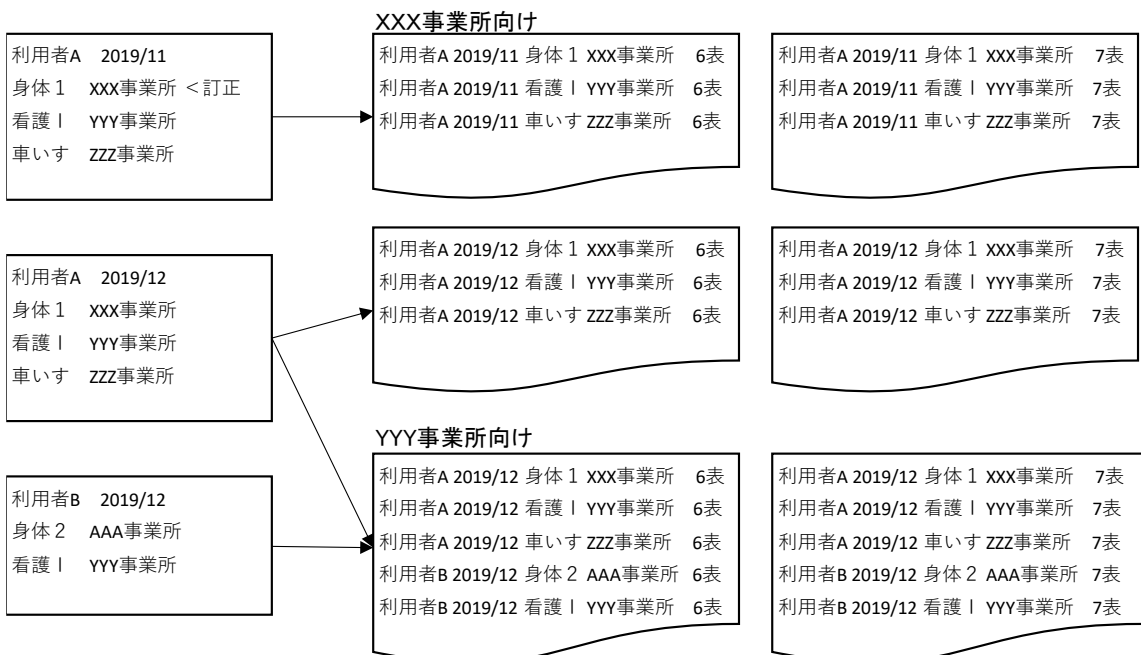 XXX事業所向け
利用者A 2019/11
身体１ XXX事業所 ＜訂正
看護Ⅰ YYY事業所
車いす ZZZ事業所
利用者A 2019/11 身体１ XXX事業所 6表
利用者A 2019/11 看護Ⅰ YYY事業所 6表
利用者A 2019/11 車いす ZZZ事業所 6表
利用者A 2019/11 身体１ XXX事業所 7表
利用者A 2019/11 看護Ⅰ YYY事業所 7表
利用者A 2019/11 車いす ZZZ事業所 7表
利用者A 2019/12
身体１ XXX事業所
看護Ⅰ YYY事業所
車いす ZZZ事業所
利用者A 2019/12 身体１ XXX事業所 6表
利用者A 2019/12 看護Ⅰ YYY事業所 6表
利用者A 2019/12 車いす ZZZ事業所 6表
利用者A 2019/12 身体１ XXX事業所 7表
利用者A 2019/12 看護Ⅰ YYY事業所 7表
利用者A 2019/12 車いす ZZZ事業所 7表
YYY事業所向け
利用者B 2019/12
身体２ AAA事業所
看護Ⅰ YYY事業所
利用者A 2019/12 身体１ XXX事業所 6表
利用者A 2019/12 看護Ⅰ YYY事業所 6表
利用者A 2019/12 車いす ZZZ事業所 6表
利用者B 2019/12 身体２ AAA事業所 6表
利用者B 2019/12 看護Ⅰ YYY事業所 6表
利用者A 2019/12 身体１ XXX事業所 7表
利用者A 2019/12 看護Ⅰ YYY事業所 7表
利用者A 2019/12 車いす ZZZ事業所 7表
利用者B 2019/12 身体２ AAA事業所 7表
利用者B 2019/12 看護Ⅰ YYY事業所 7表